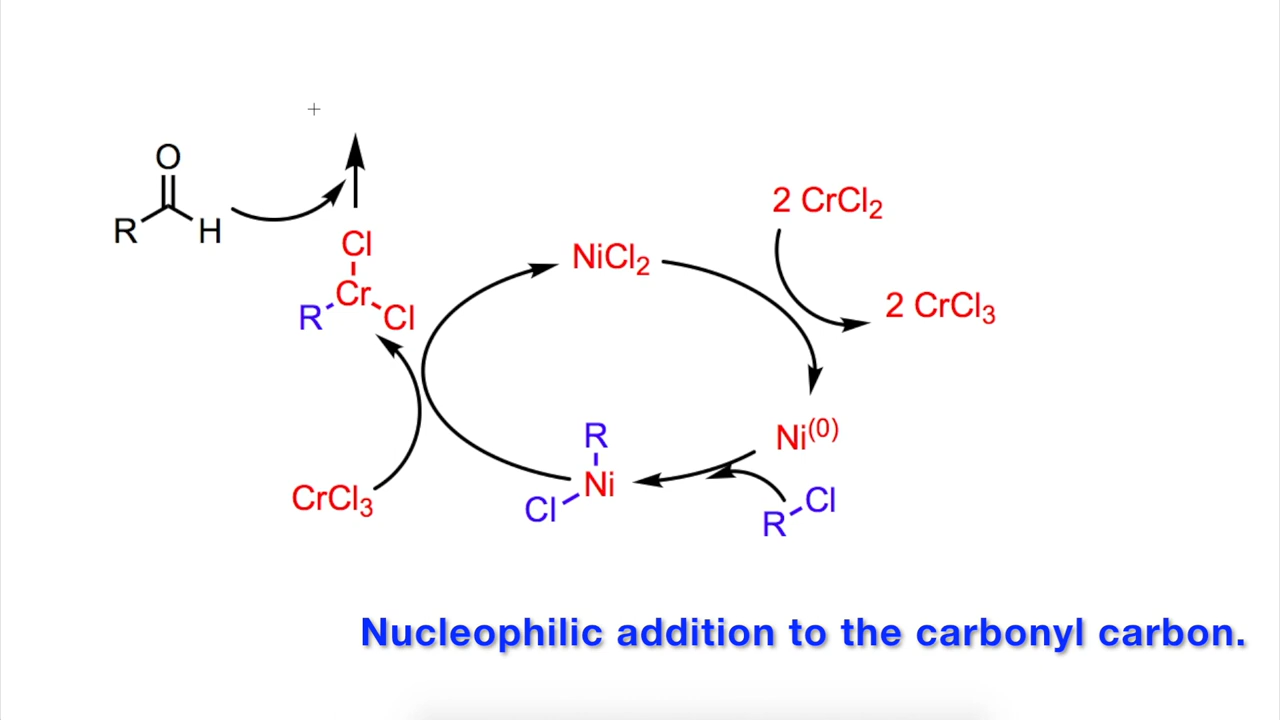 O
R
H
Cl
Cr
R
Cl
CrCl3
NiCl2
2 CrCl2
2 CrCl3
Ni(0)
R
Ni
Cl
Cl
R
Nucleophilic addition to the carbonyl carbon.